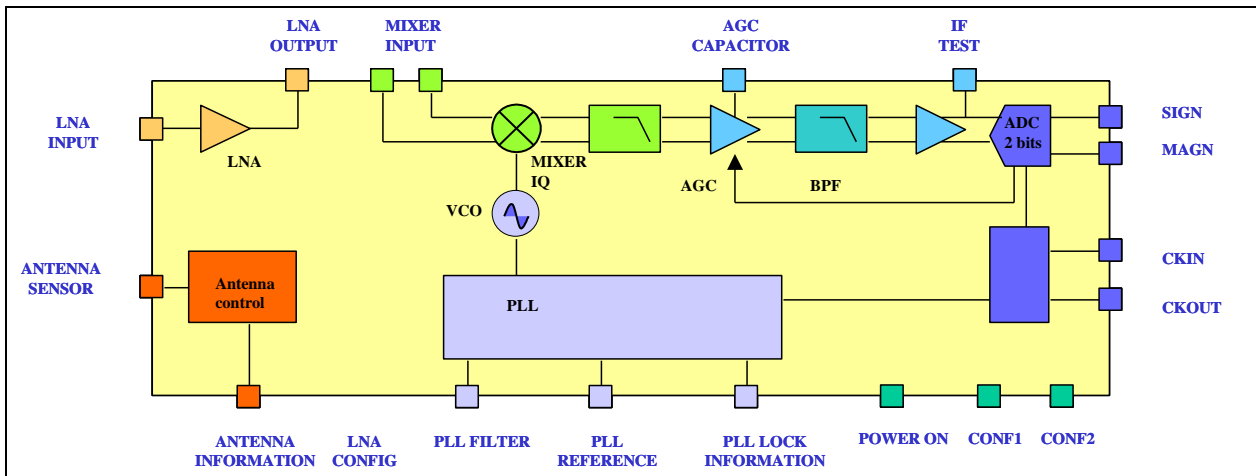 LNA
OUTPUT
MIXER
INPUT
AGC
CAPACITOR
IF
TEST
LNA
INPUT
LNA
MIXER
IQ
AGC
BPF
ADC
2 bits
SIGN
MAGN
VCO
ANTENNA
SENSOR
Antenna
control
PLL
CKIN
CKOUT
ANTENNA
INFORMATION
LNA
CONFIG
PLL FILTER
PLL
REFERENCE
PLL LOCK
INFORMATION
POWER ON
CONF1
CONF2